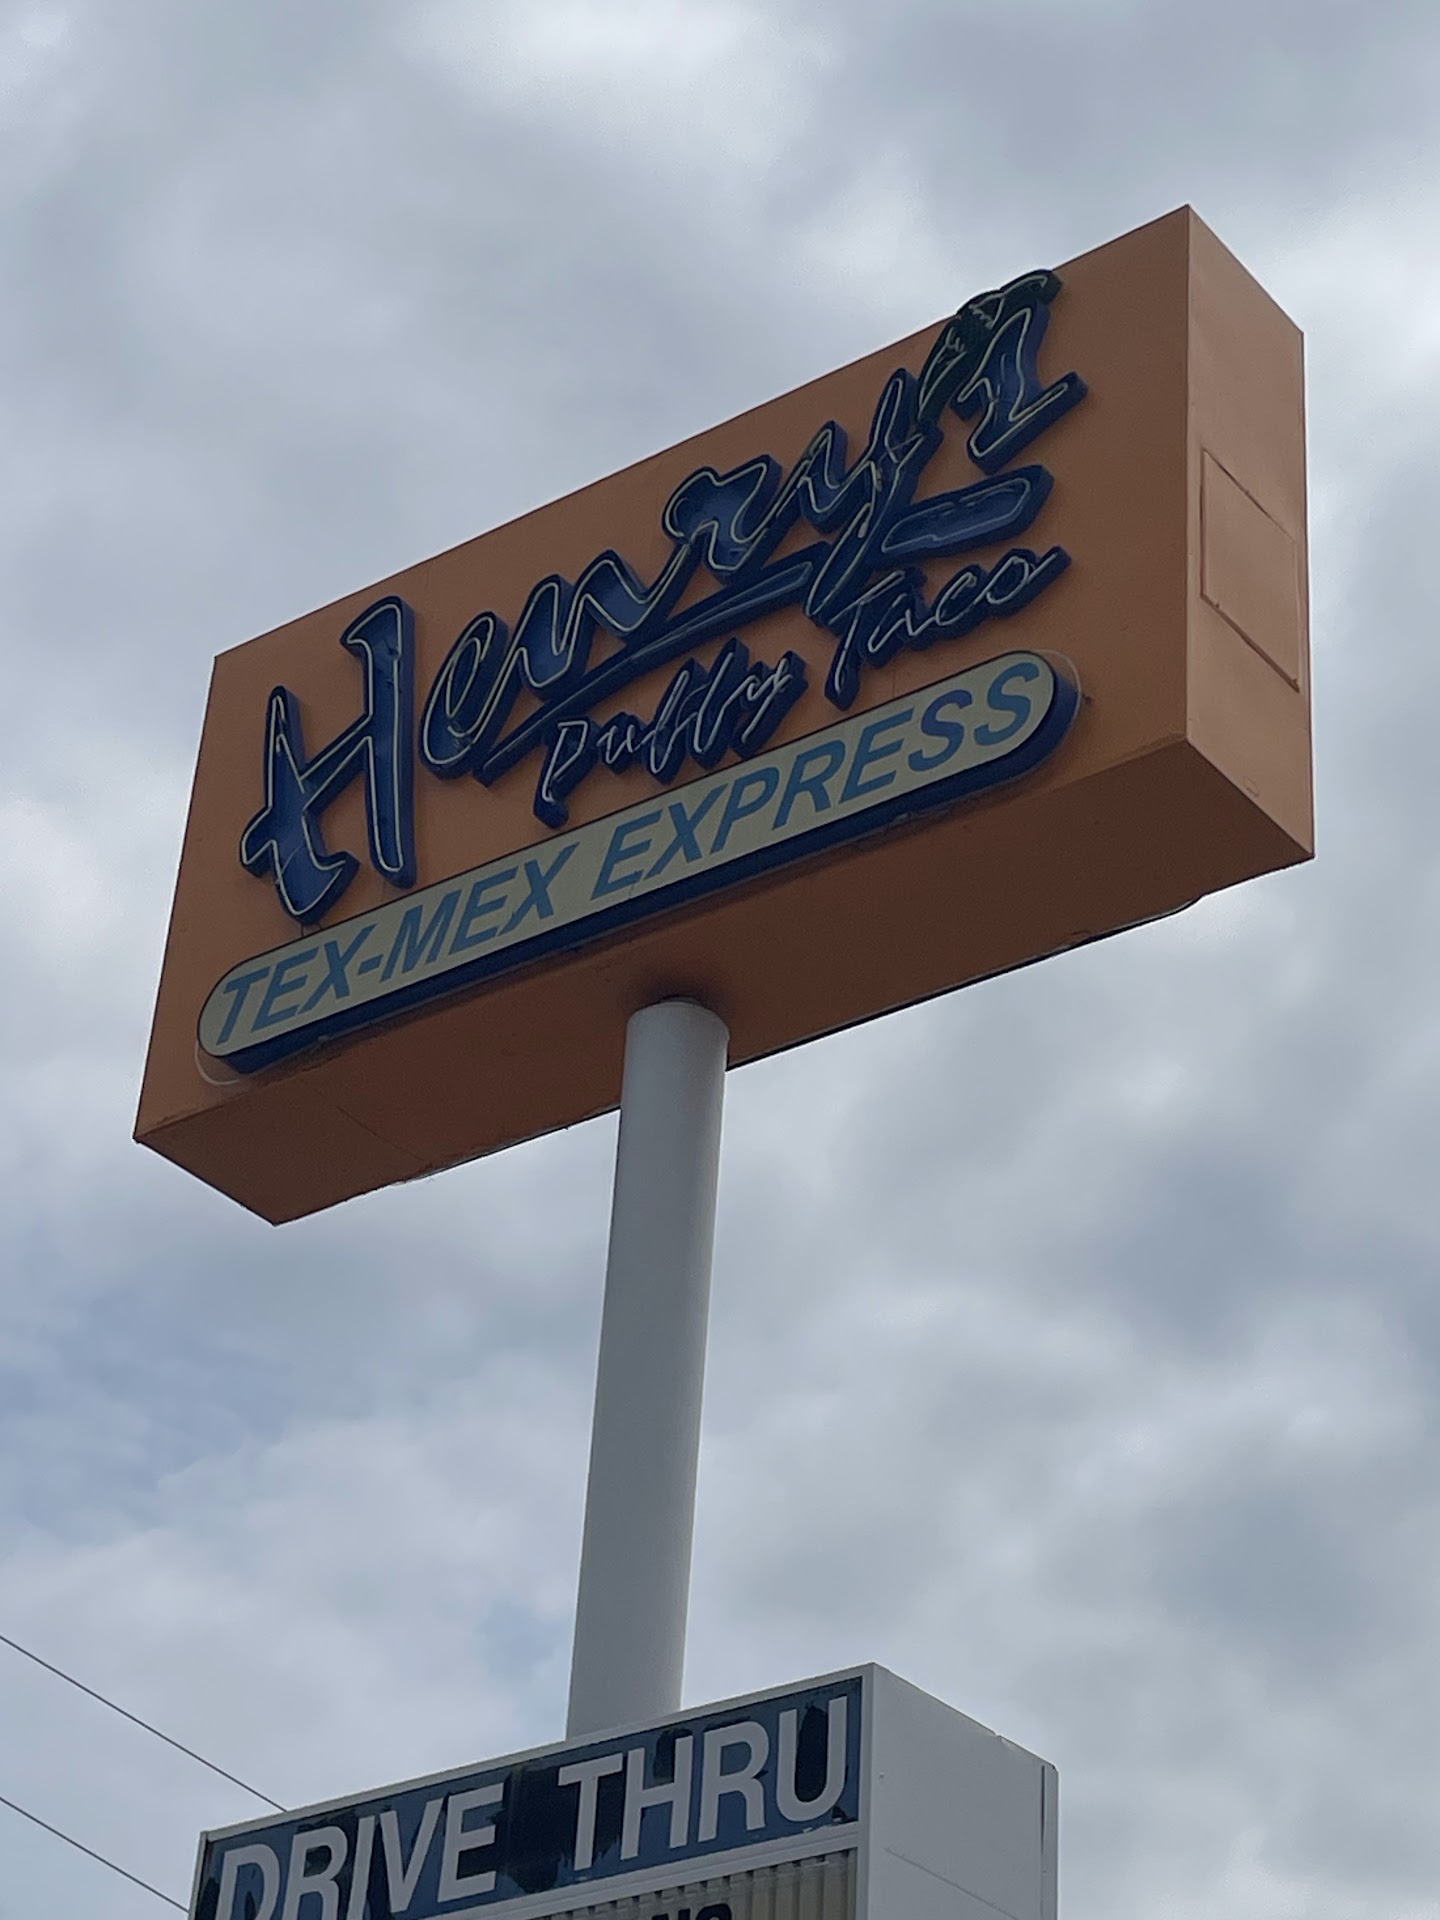 Henry's
Puffy Taco
TEX-MEX EXPRESS
DRIVE THRU